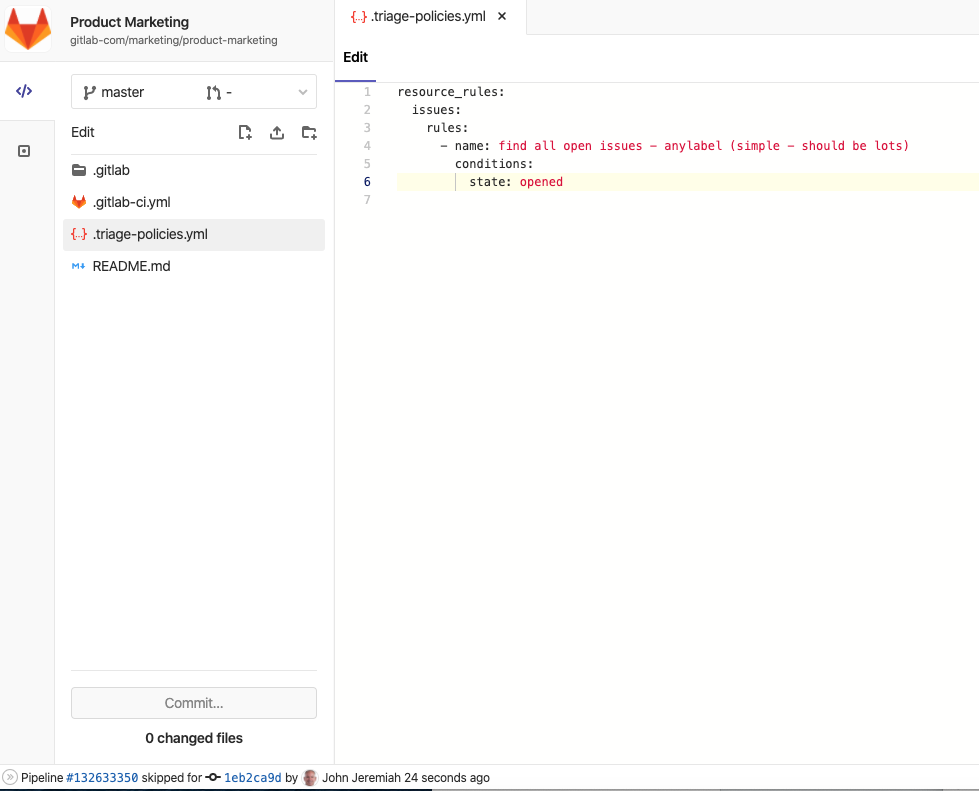 Product Marketing
gitlab-com/marketing/product-marketing
{...} .triage-policies.yml ×
Edit
master -
Edit
.gitlab
.gitlab-ci.yml
{...} .triage-policies.yml
M↓ README.md
1 resource_rules:
2 issues:
3 rules:
4 - name: find all open issues - anylabel (simple - should be lots)
5 conditions:
6 state: opened
7
Commit...
0 changed files
Pipeline #132633350 skipped for 1eb2ca9d by John Jeremiah 24 seconds ago